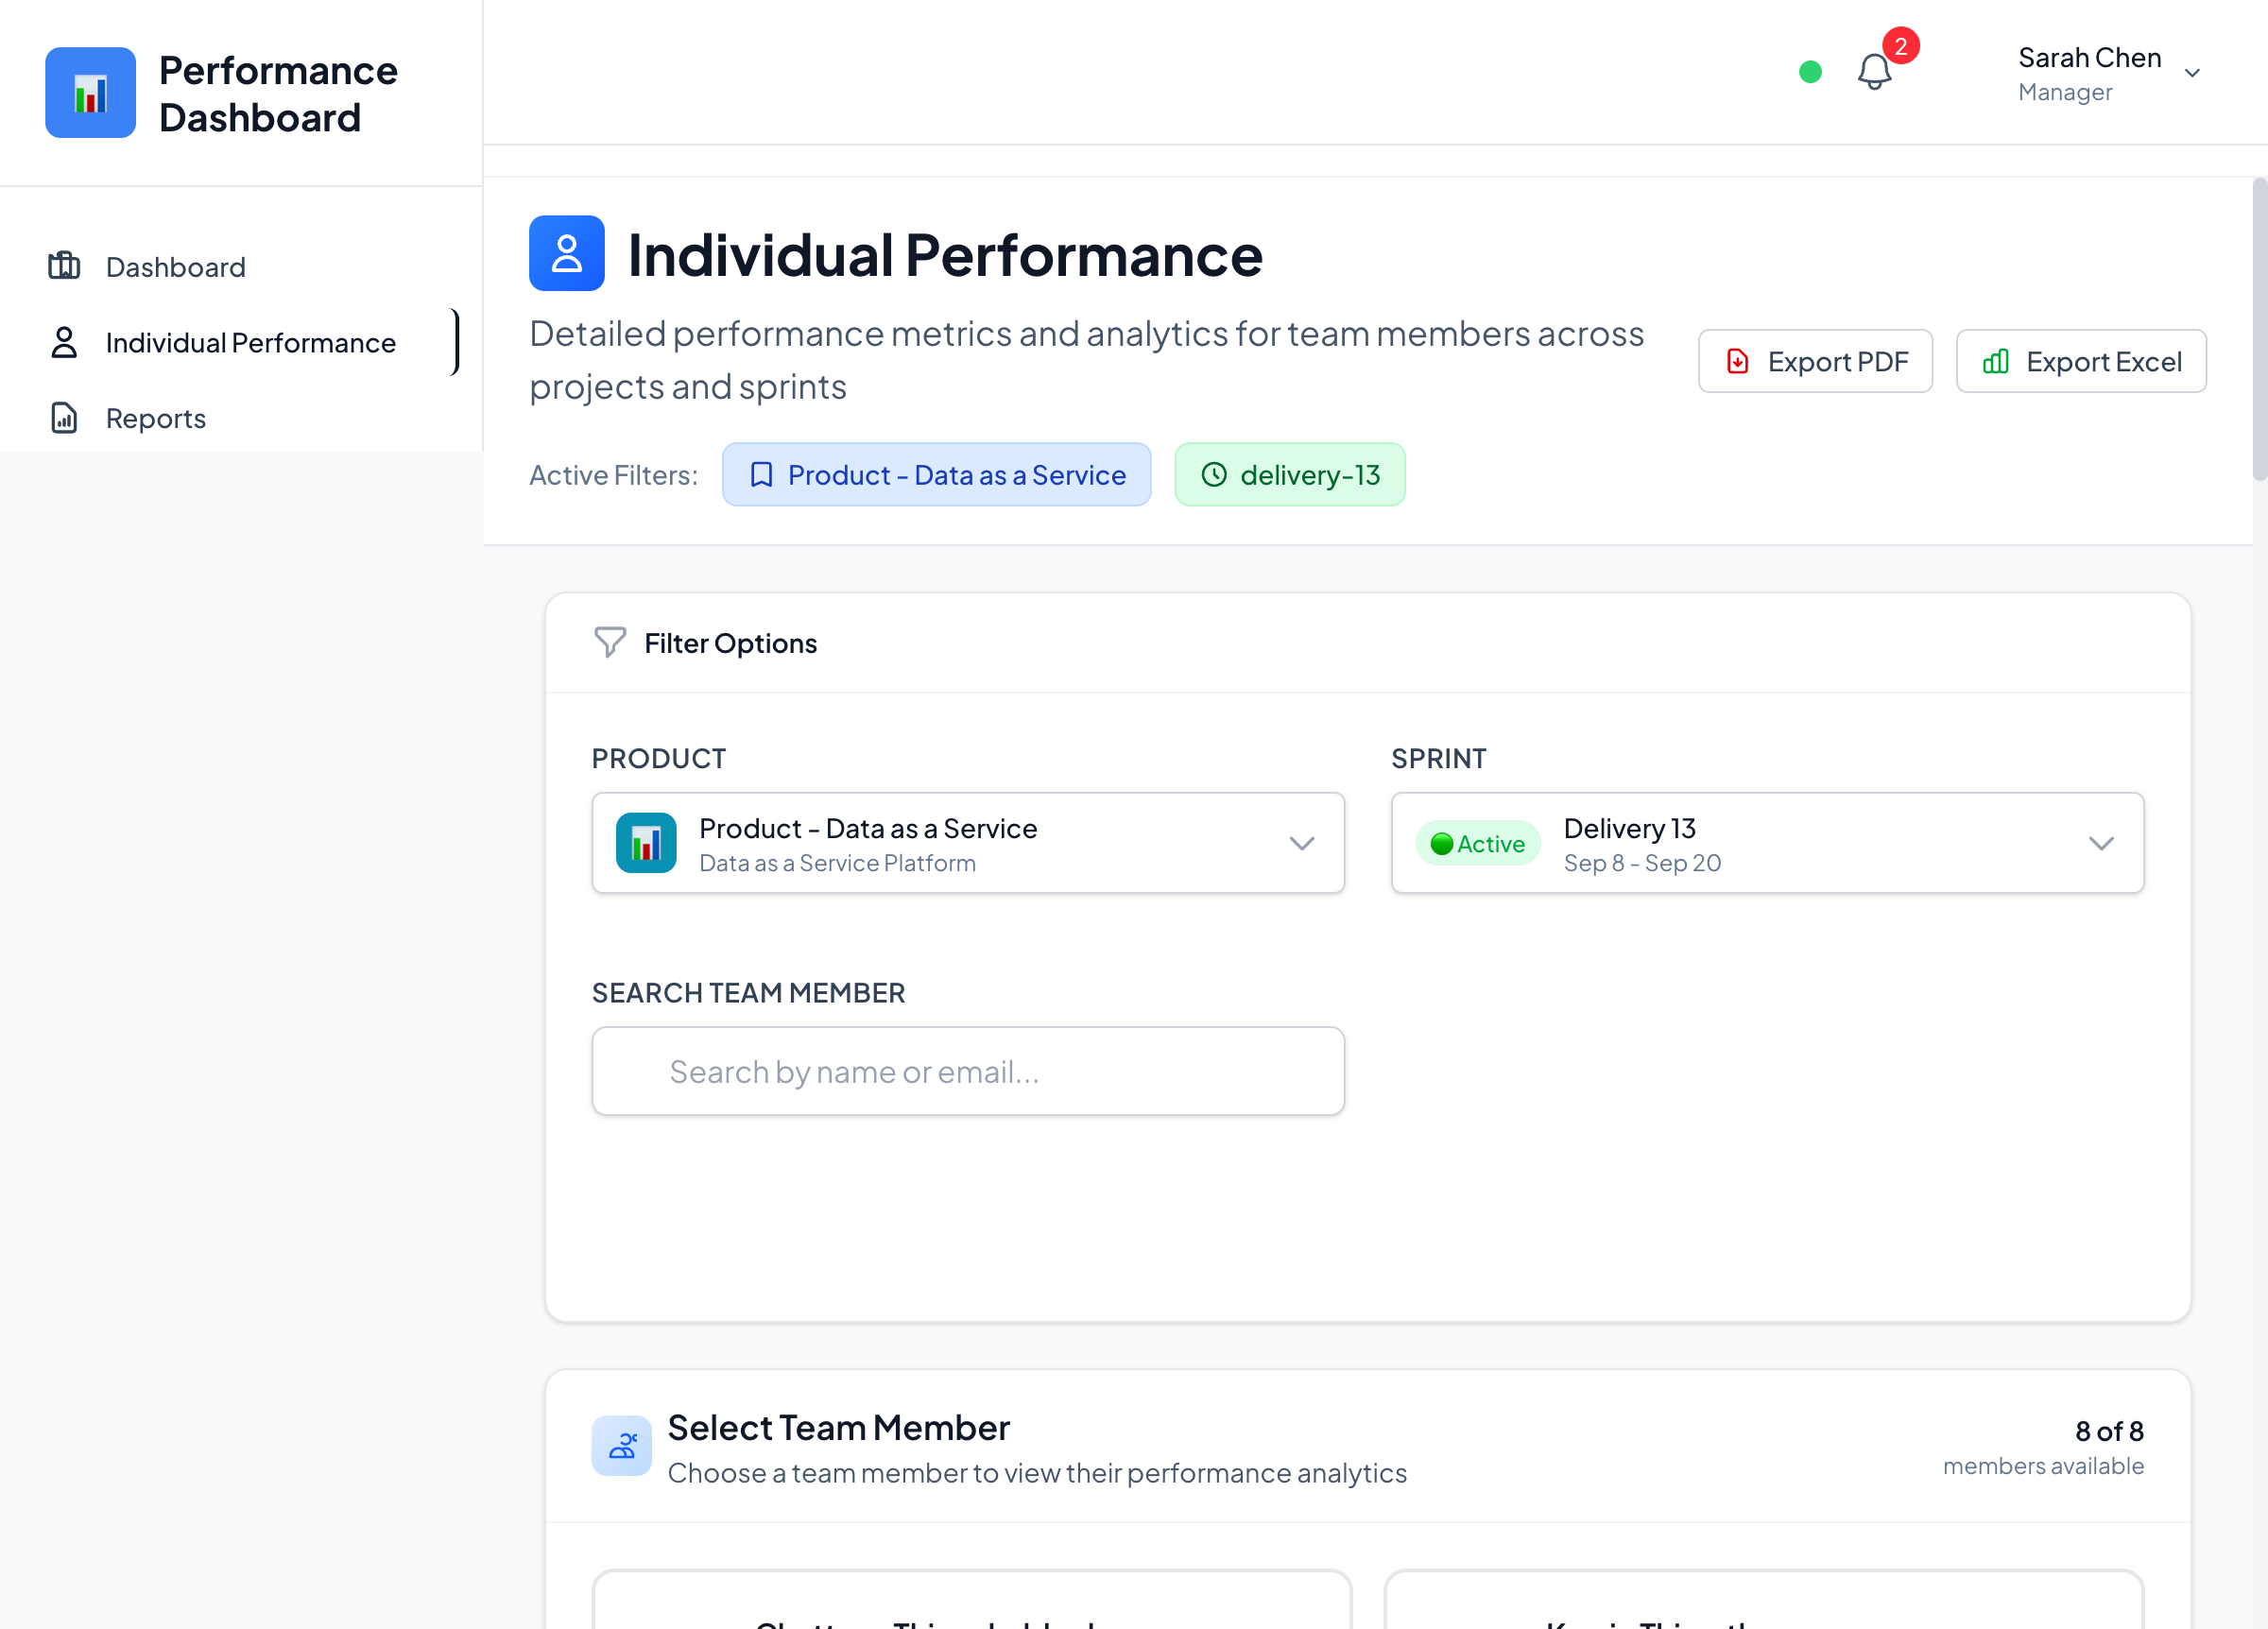 Performance
Dashboard
2
Sarah Chen
Manager
Dashboard
Individual Performance
Reports
Individual Performance
Detailed performance metrics and analytics for team members across
projects and sprints
Export PDF
Export Excel
Active Filters:
Product - Data as a Service
delivery-13
Filter Options
PRODUCT
Product - Data as a Service
Data as a Service Platform
SPRINT
Active
Delivery 13
Sep 8 - Sep 20
SEARCH TEAM MEMBER
Search by name or email...
Select Team Member
Choose a team member to view their performance analytics
8 of 8
members available